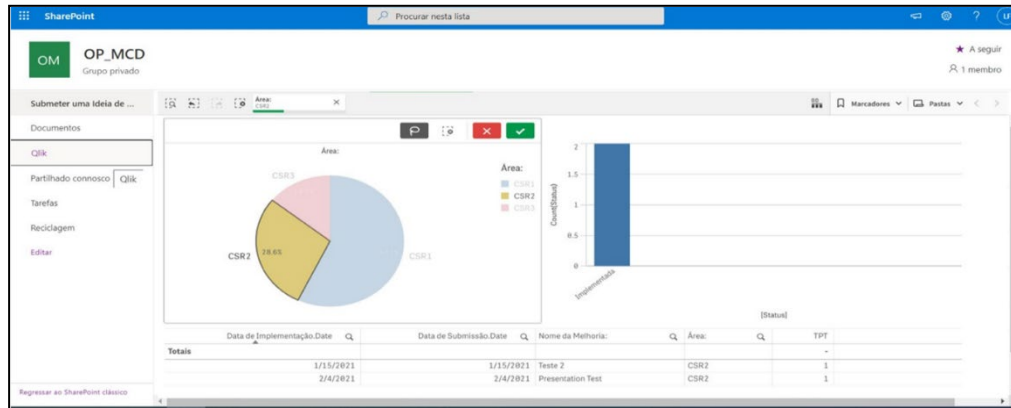 SharePoint
Procurar nesta lista
OM
OP_MCD
Grupo privado
A seguir
1 membro
Submeter uma Ideia de ...
Documentos
Qlik
Partilhado connosco
Qlik
Tarefas
Reciclagem
Editar
Regressar ao SharePoint clássico
Área:
CSR2
Marcadores
Pastas
Área:
CSR3
CSR2
28.6%
CSR1
Área:
CSR1
CSR2
CSR3
Count(Status)
2
1.5
1
0.5
0
Implementada
[Status]
Data de Implementação.Date Data de Submissão.Date Nome da Melhoria: Área: TPT
Totais -
1/15/2021 1/15/2021 Teste 2 CSR2 1
2/4/2021 2/4/2021 Presentation Test CSR2 1